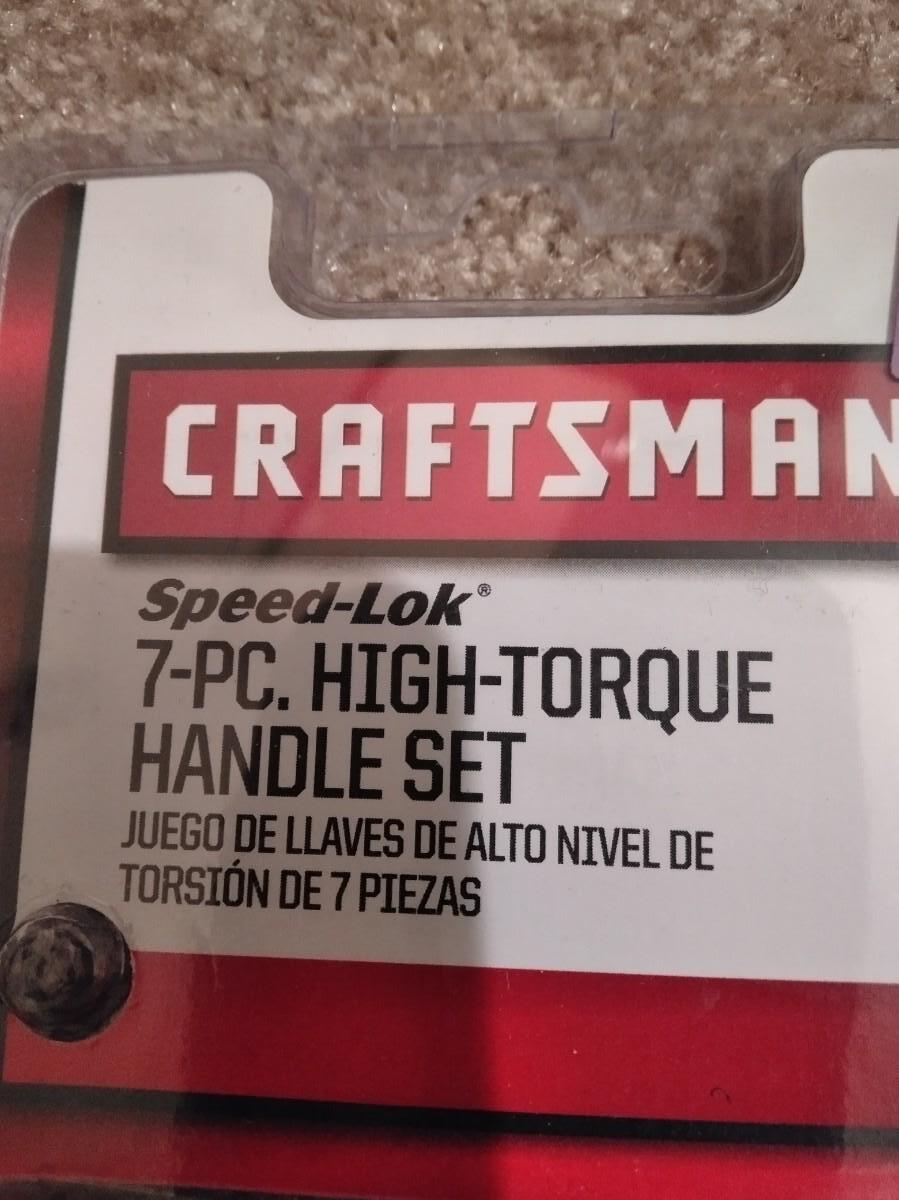 CRAFTSMAN
Speed-Lok®
7-PC. HIGH-TORQUE
HANDLE SET
JUEGO DE LLAVES DE ALTO NIVEL DE
TORSIÓN DE 7 PIEZAS